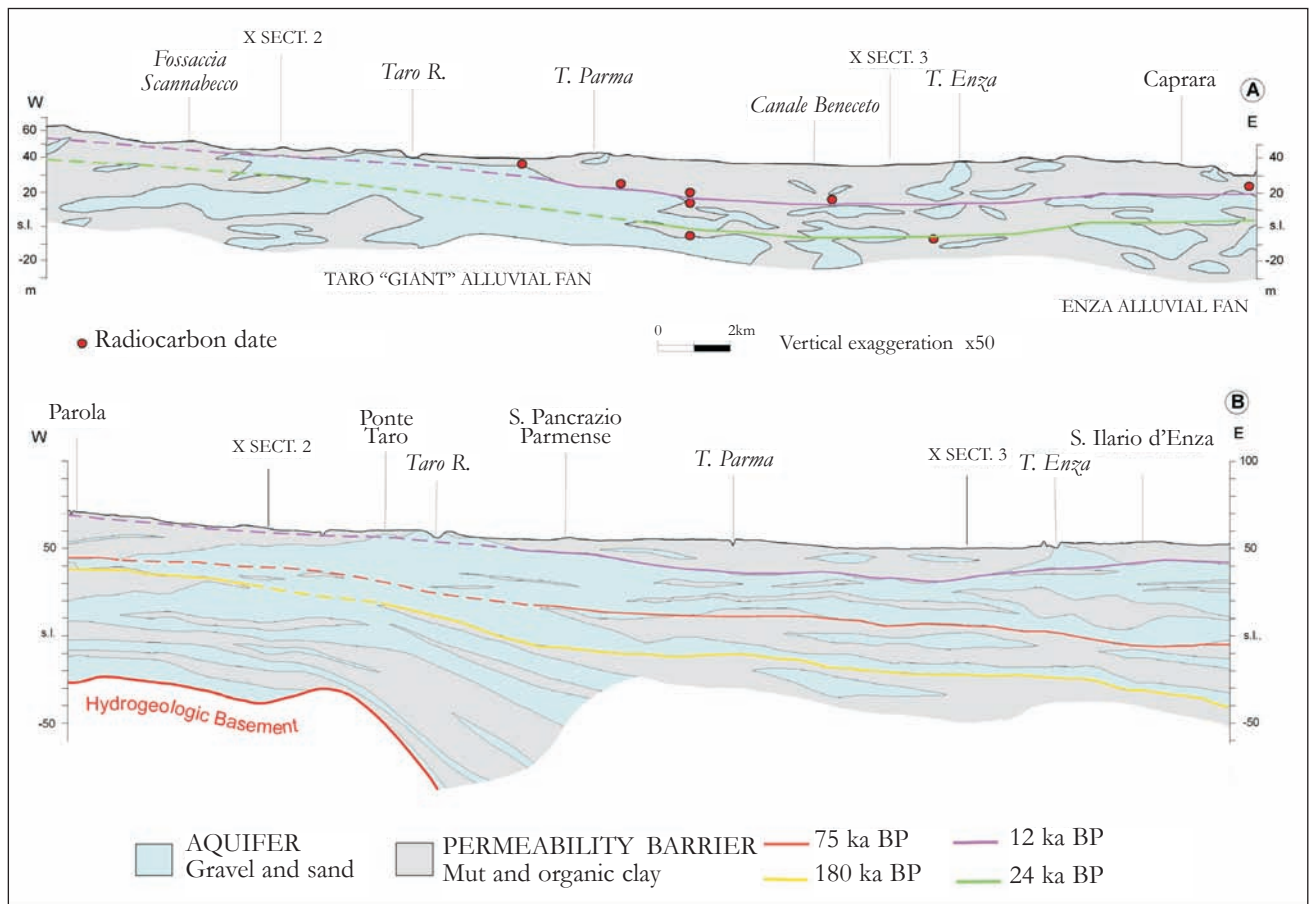 X SECT. 2
Fossaccia
Scannabecco
Taro R.
T. Parma
X SECT. 3
Canale Beneceto
T. Enza
Caprara
A
W
E
60
40
20
s.l.
-20
m
40
20
s.l.
-20
m
TARO "GIANT" ALLUVIAL FAN
ENZA ALLUVIAL FAN
Radiocarbon date
0 2km
Vertical exaggeration x50
B
Parola
W
X SECT. 2
Ponte
Taro
Taro R.
S. Pancrazio
Parmense
T. Parma
X SECT. 3
T. Enza
S. Ilario d'Enza
E
100
50
s.l.
-50
50
s.l.
-50
Hydrogeologic Basement
AQUIFER
Gravel and sand
PERMEABILITY BARRIER
Mut and organic clay
75 ka BP
180 ka BP
12 ka BP
24 ka BP